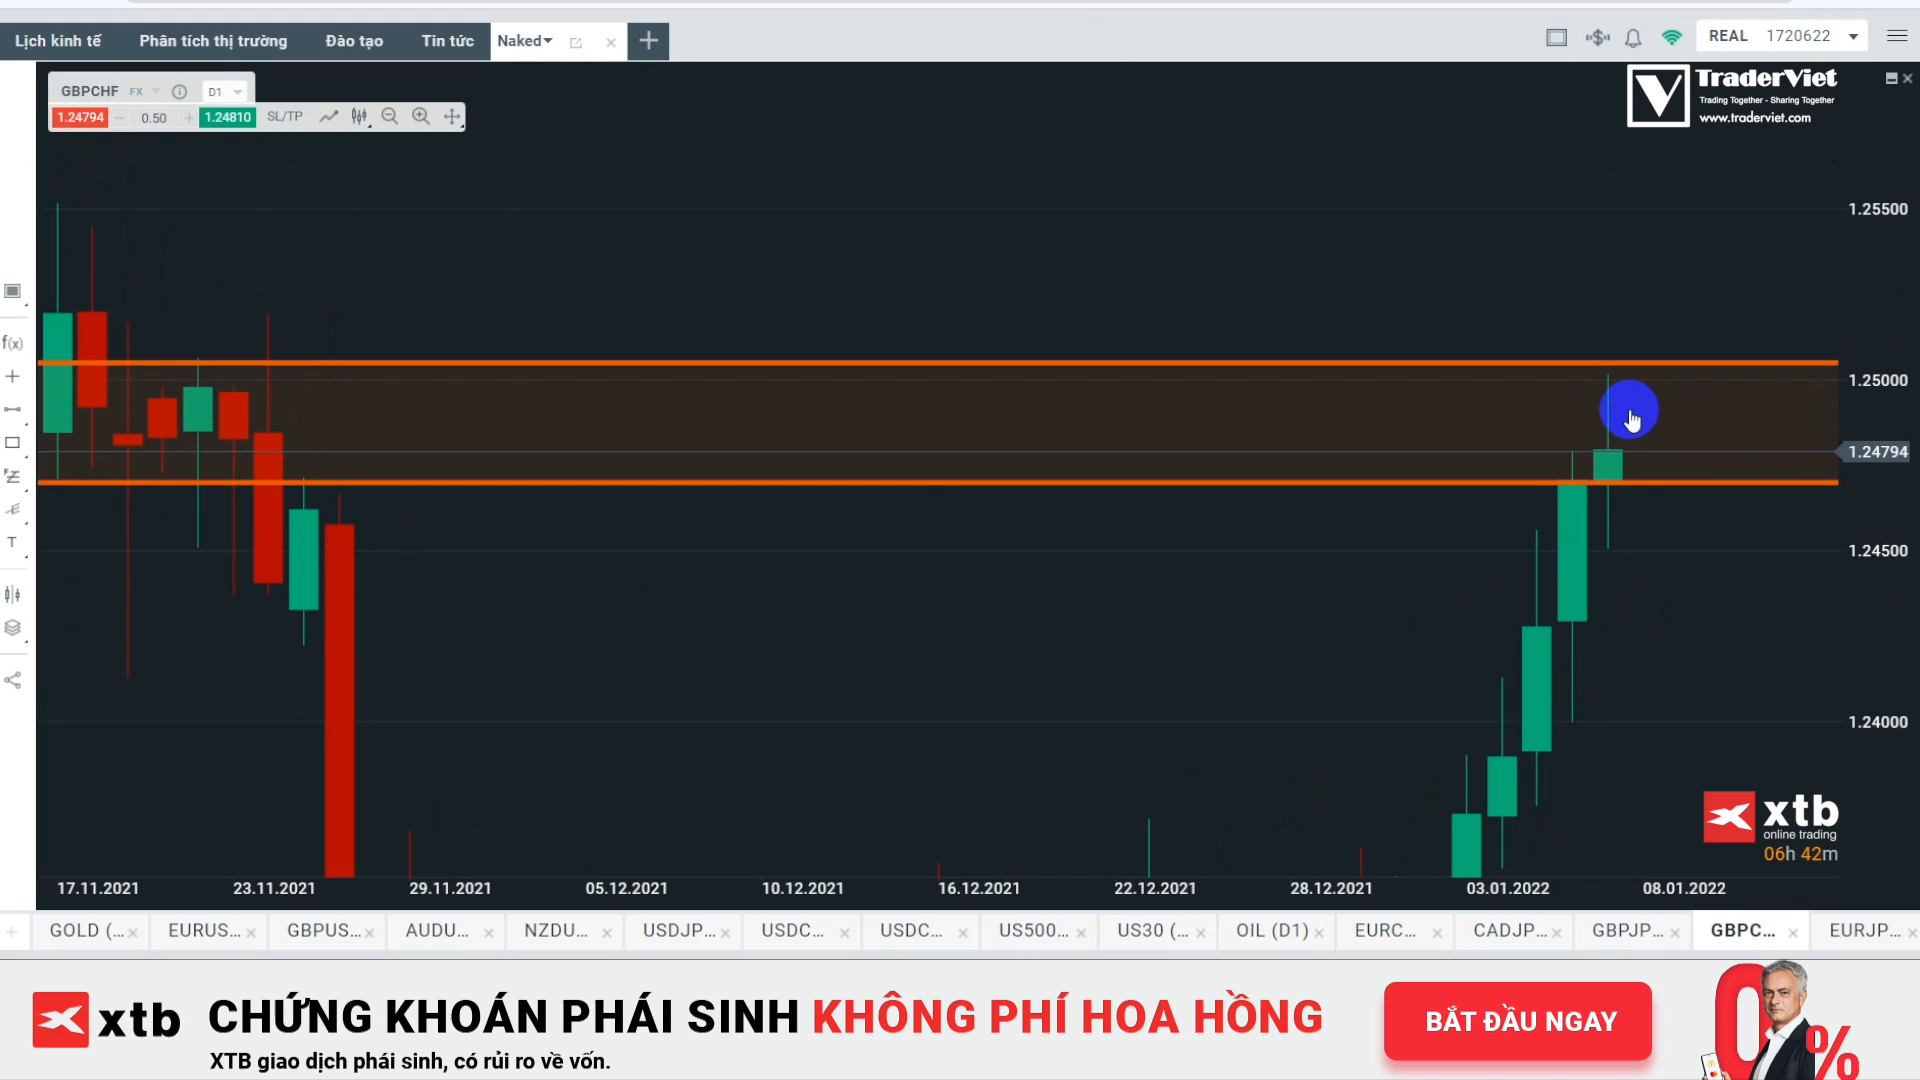 Lịch kinh tế Phân tích thị trường Đào tạo Tin tức Naked REAL 1720622
GBPCHF FX D1
TraderViet
Trading Together - Sharing Together
www.traderviet.com
1.24794 0.50 1.24810 SL/TP
1.25500
1.25000
1.24794
1.24500
1.24000
f(x)
T
xtb
online trading
06h 42m
17.11.2021 23.11.2021 29.11.2021 05.12.2021 10.12.2021 16.12.2021 22.12.2021 28.12.2021 03.01.2022 08.01.2022
GOLD (... EURUS... GBPUS... AUDU... NZDU... USDJP... USDC... USDC... US500... US30 (... OIL (D1) EURC... CADJP... GBPJP... GBPC... EURJP...
xtb CHỨNG KHOÁN PHÁI SINH KHÔNG PHÍ HOA HỒNG
XTB giao dịch phái sinh, có rủi ro về vốn.
BẮT ĐẦU NGAY
0%